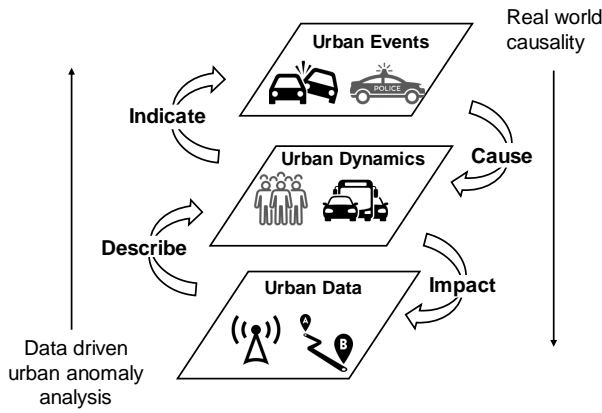 Real world
causality
Urban Events
POLICE
Indicate
Urban Dynamics
Cause
Describe
Urban Data
Impact
A
B
Data driven
urban anomaly
analysis